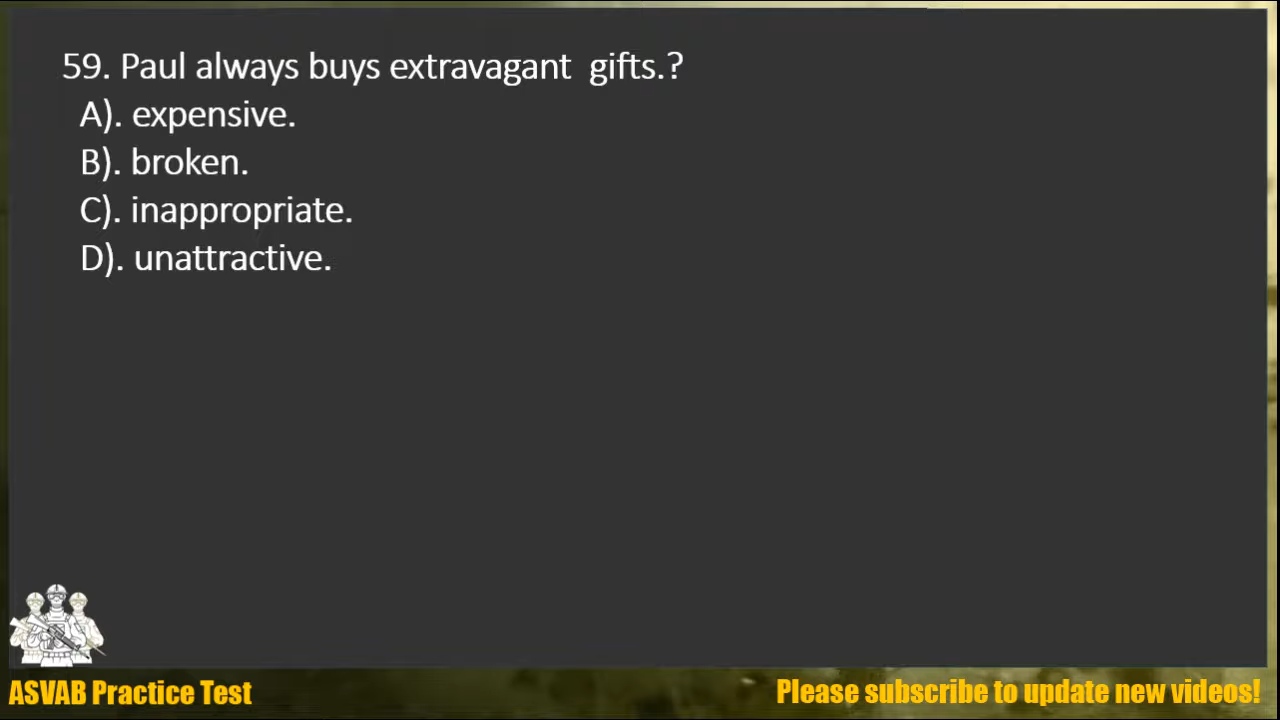 59. Paul always buys extravagant  gifts.?
A). expensive.
B). broken.
C). inappropriate.
D). unattractive.
ASVAB Practice Test
Please subscribe to update new videos!